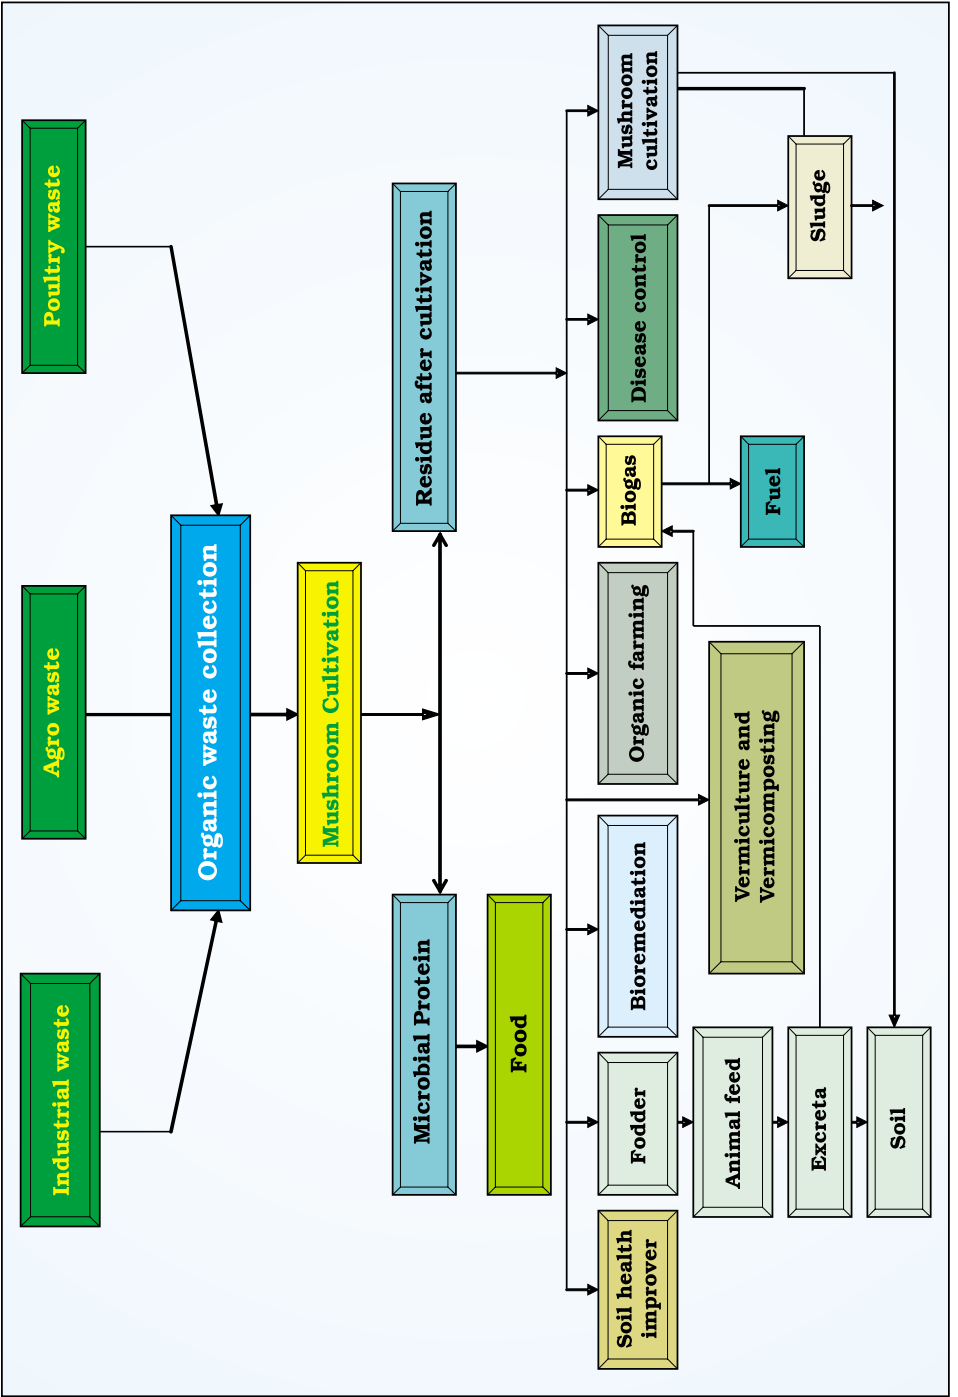 Industrial waste
Agro waste
Poultry waste
Organic waste collection
Mushroom Cultivation
Microbial Protein
Residue after cultivation
Food
Soil health
improver
Fodder
Bioremediation
Organic farming
Biogas
Disease control
Mushroom
cultivation
Animal feed
Vermiculture and
Vermicomposting
Fuel
Excreta
Sludge
Soil